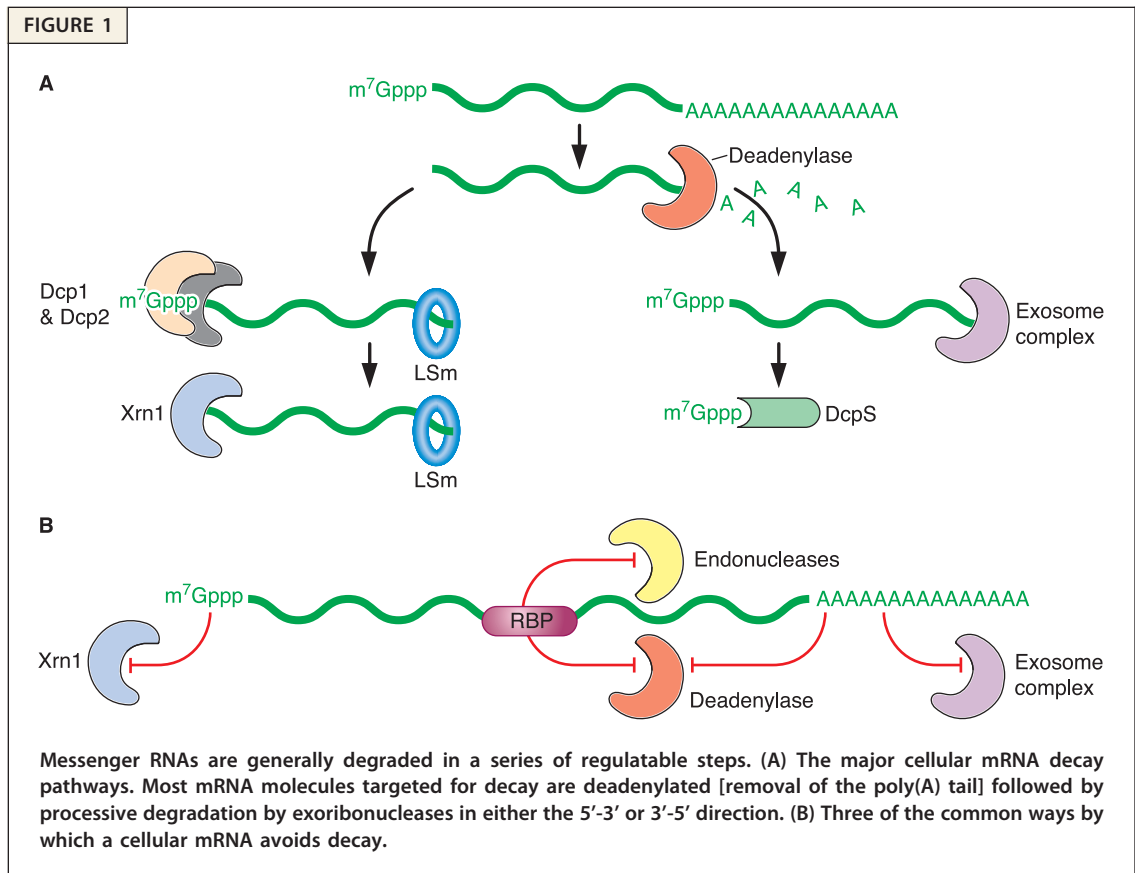 FIGURE 1
A
m⁷Gppp
AAAAAAAAAAAAAAA
Deadenylase
A A A A A A
Dcp1
& Dcp2
m⁷Gppp
LSm
m⁷Gppp
Exosome
complex
Xrn1
LSm
m⁷Gppp
DcpS
B
Endonucleases
m⁷Gppp
RBP
AAAAAAAAAAAAAAA
Xrn1
Deadenylase
Exosome
complex
Messenger RNAs are generally degraded in a series of regulatable steps. (A) The major cellular mRNA decay
pathways. Most mRNA molecules targeted for decay are deadenylated [removal of the poly(A) tail] followed by
processive degradation by exoribonucleases in either the 5′-3′ or 3′-5′ direction. (B) Three of the common ways by
which a cellular mRNA avoids decay.